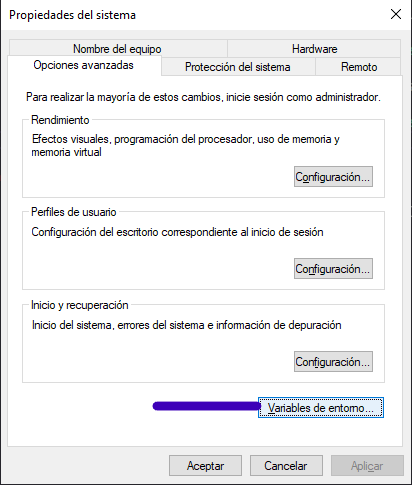 Propiedades del sistema
Nombre del equipo Hardware
Opciones avanzadas Protección del sistema Remoto
Para realizar la mayoría de estos cambios, inicie sesión como administrador.
Rendimiento
Efectos visuales, programación del procesador, uso de memoria y
memoria virtual
Configuración...
Perfiles de usuario
Configuración del escritorio correspondiente al inicio de sesión
Configuración...
Inicio y recuperación
Inicio del sistema, errores del sistema e información de depuración
Configuración...
Variables de entorno...
Aceptar Cancelar Aplicar